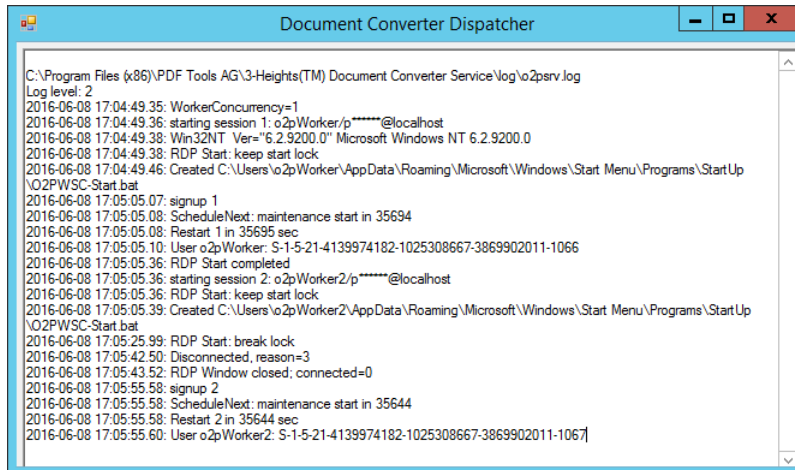 Document Converter Dispatcher
C:\Program Files (x86)\PDF Tools AG\3-Heights(TM) Document Converter Service\log\o2psrv.log
Log level: 2
2016-06-08 17:04:49.35: WorkerConcurrency=1
2016-06-08 17:04:49.36: starting session 1: o2pWorker/p******@localhost
2016-06-08 17:04:49.38: Win32NT  Ver="6.2.9200.0" Microsoft Windows NT 6.2.9200.0
2016-06-08 17:04:49.38: RDP Start: keep start lock
2016-06-08 17:04:49.46: Created C:\Users\o2pWorker\AppData\Roaming\Microsoft\Windows\Start Menu\Programs\StartUp
\O2PWSC-Start.bat
2016-06-08 17:05:05.07: signup 1
2016-06-08 17:05:05.08: ScheduleNext: maintenance start in 35694
2016-06-08 17:05:05.08: Restart 1 in 35695 sec
2016-06-08 17:05:05.10: User o2pWorker: S-1-5-21-4139974182-1025308667-3869902011-1066
2016-06-08 17:05:05.36: RDP Start completed
2016-06-08 17:05:05.36: starting session 2: o2pWorker2/p******@localhost
2016-06-08 17:05:05.36: RDP Start: keep start lock
2016-06-08 17:05:05.39: Created C:\Users\o2pWorker2\AppData\Roaming\Microsoft\Windows\Start Menu\Programs\StartUp
\O2PWSC-Start.bat
2016-06-08 17:05:25.99: RDP Start: break lock
2016-06-08 17:05:42.50: Disconnected, reason=3
2016-06-08 17:05:43.52: RDP Window closed; connected=0
2016-06-08 17:05:55.58: signup 2
2016-06-08 17:05:55.58: ScheduleNext: maintenance start in 35644
2016-06-08 17:05:55.58: Restart 2 in 35644 sec
2016-06-08 17:05:55.60: User o2pWorker2: S-1-5-21-4139974182-1025308667-3869902011-1067